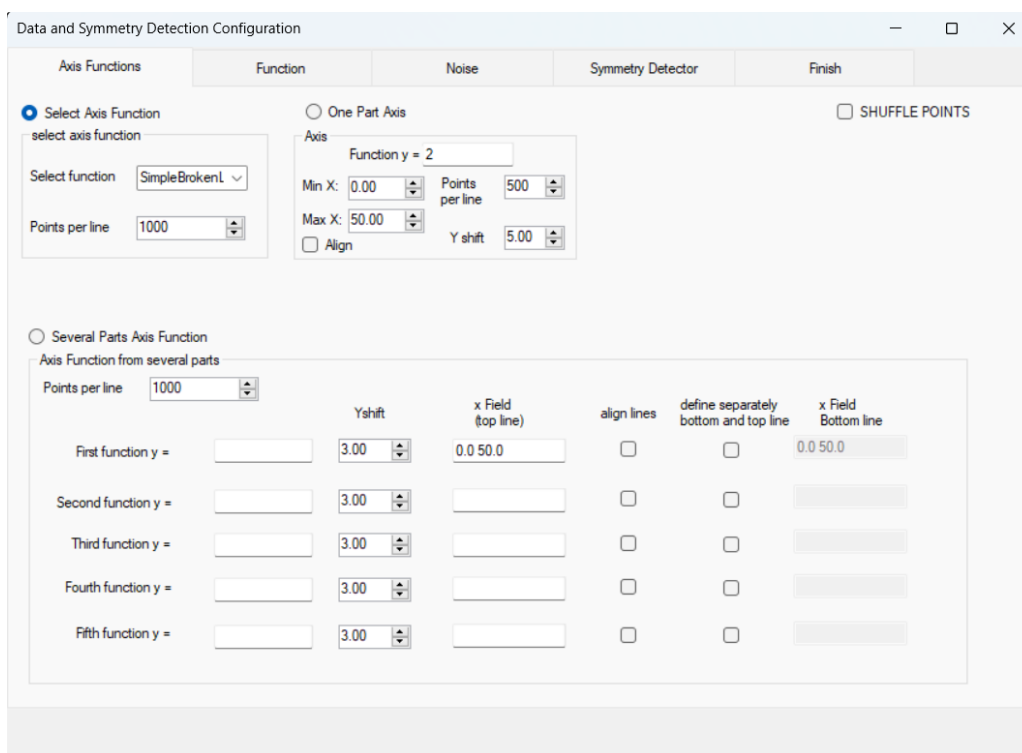 Data and Symmetry Detection Configuration
Axis Functions Function Noise Symmetry Detector Finish
Select Axis Function One Part Axis SHUFFLE POINTS
select axis function
Select function SimpleBrokenL
Points per line 1000
Axis
Function y = 2
Min X: 0.00 Points per line 500
Max X: 50.00
Y shift 5.00
Align
Several Parts Axis Function
Axis Function from several parts
Points per line 1000
Yshift x Field (top line) align lines define separately bottom and top line x Field Bottom line
First function y = 3.00 0.0 50.0 0.0 50.0
Second function y = 3.00
Third function y = 3.00
Fourth function y = 3.00
Fifth function y = 3.00